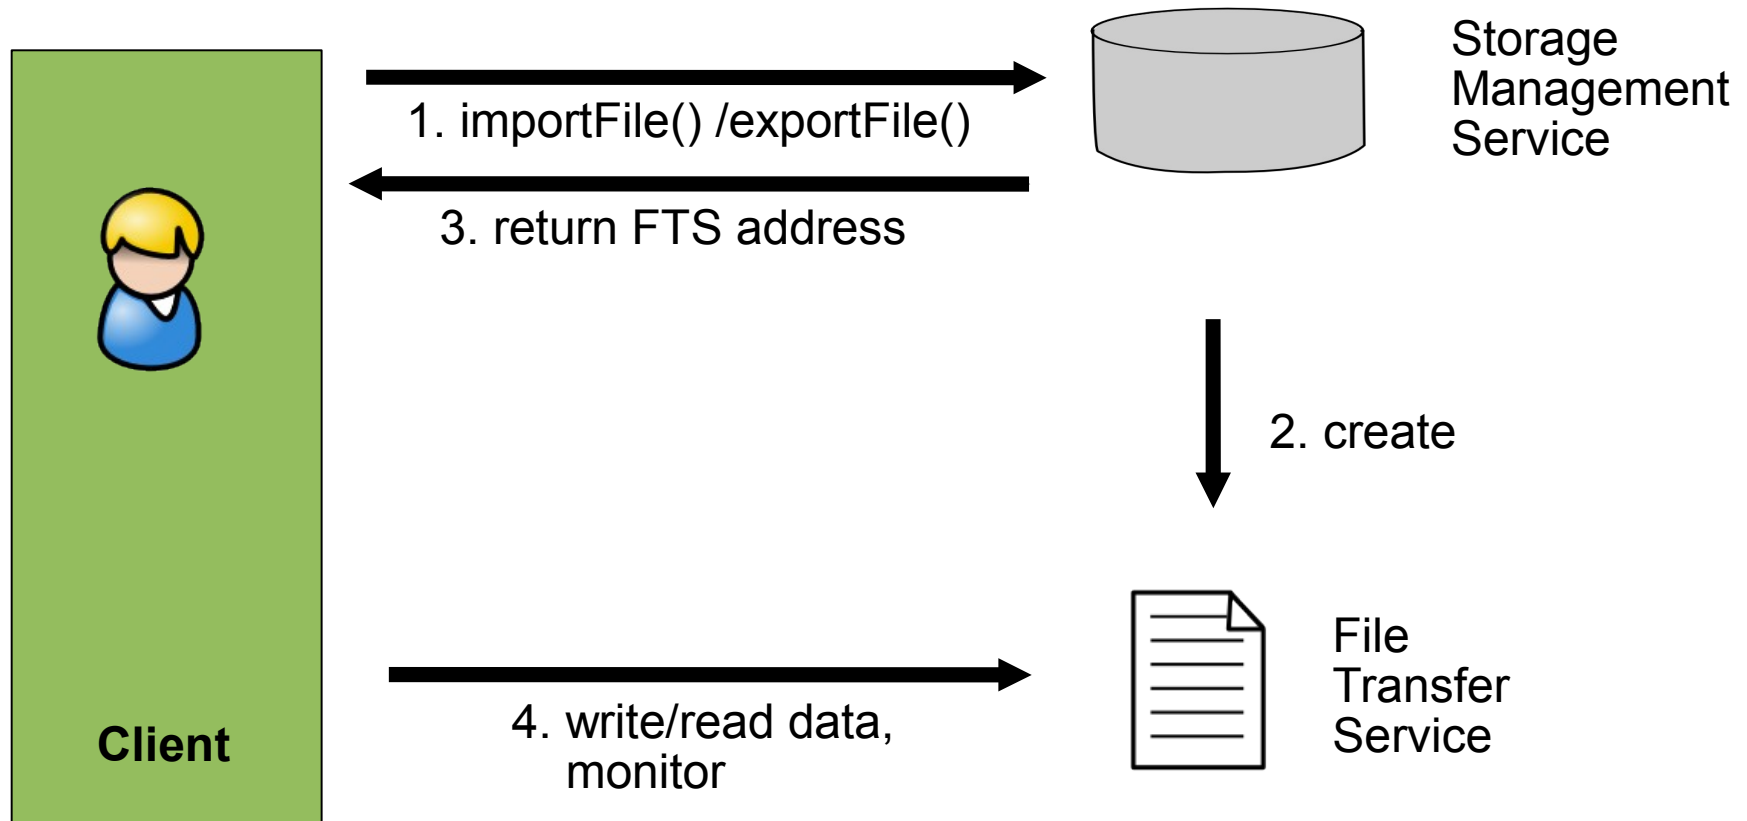 Storage
Management
Service
1. importFile() /exportFile()
3. return FTS address
2. create
File
Transfer
Service
4. write/read data,
monitor
Client